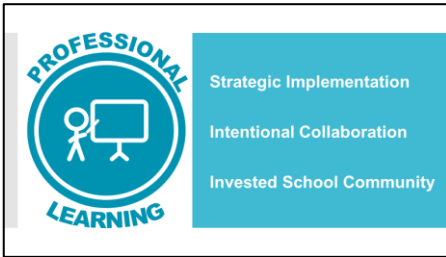 PROFESSIONAL
LEARNING
Strategic Implementation
Intentional Collaboration
Invested School Community